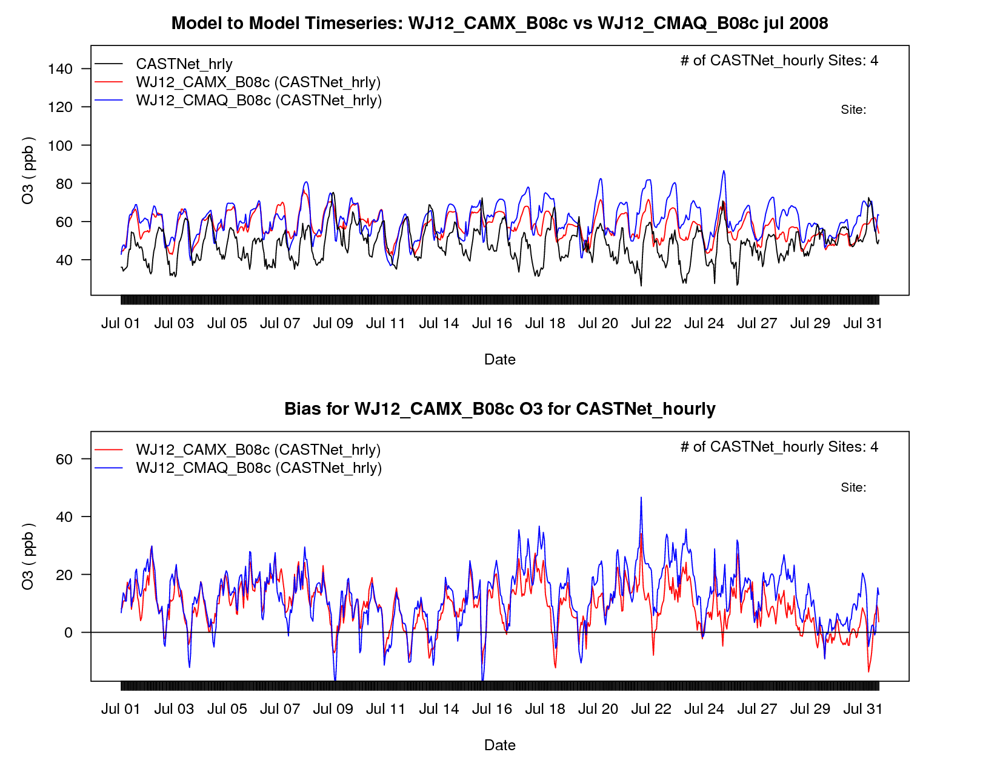 Model to Model Timeseries: WJ12_CAMX_B08c vs WJ12_CMAQ_B08c jul 2008
CASTNet_hrly
WJ12_CAMX_B08c (CASTNet_hrly)
WJ12_CMAQ_B08c (CASTNet_hrly)
# of CASTNet_hourly Sites: 4
Site:
O3 ( ppb )
140
120
100
80
60
40
Jul 01 Jul 03 Jul 05 Jul 07 Jul 09 Jul 11 Jul 14 Jul 16 Jul 18 Jul 20 Jul 22 Jul 24 Jul 27 Jul 29 Jul 31
Date
Bias for WJ12_CAMX_B08c O3 for CASTNet_hourly
WJ12_CAMX_B08c (CASTNet_hrly)
WJ12_CMAQ_B08c (CASTNet_hrly)
# of CASTNet_hourly Sites: 4
Site:
O3 ( ppb )
60
40
20
0
Jul 01 Jul 03 Jul 05 Jul 07 Jul 09 Jul 11 Jul 14 Jul 16 Jul 18 Jul 20 Jul 22 Jul 24 Jul 27 Jul 29 Jul 31
Date